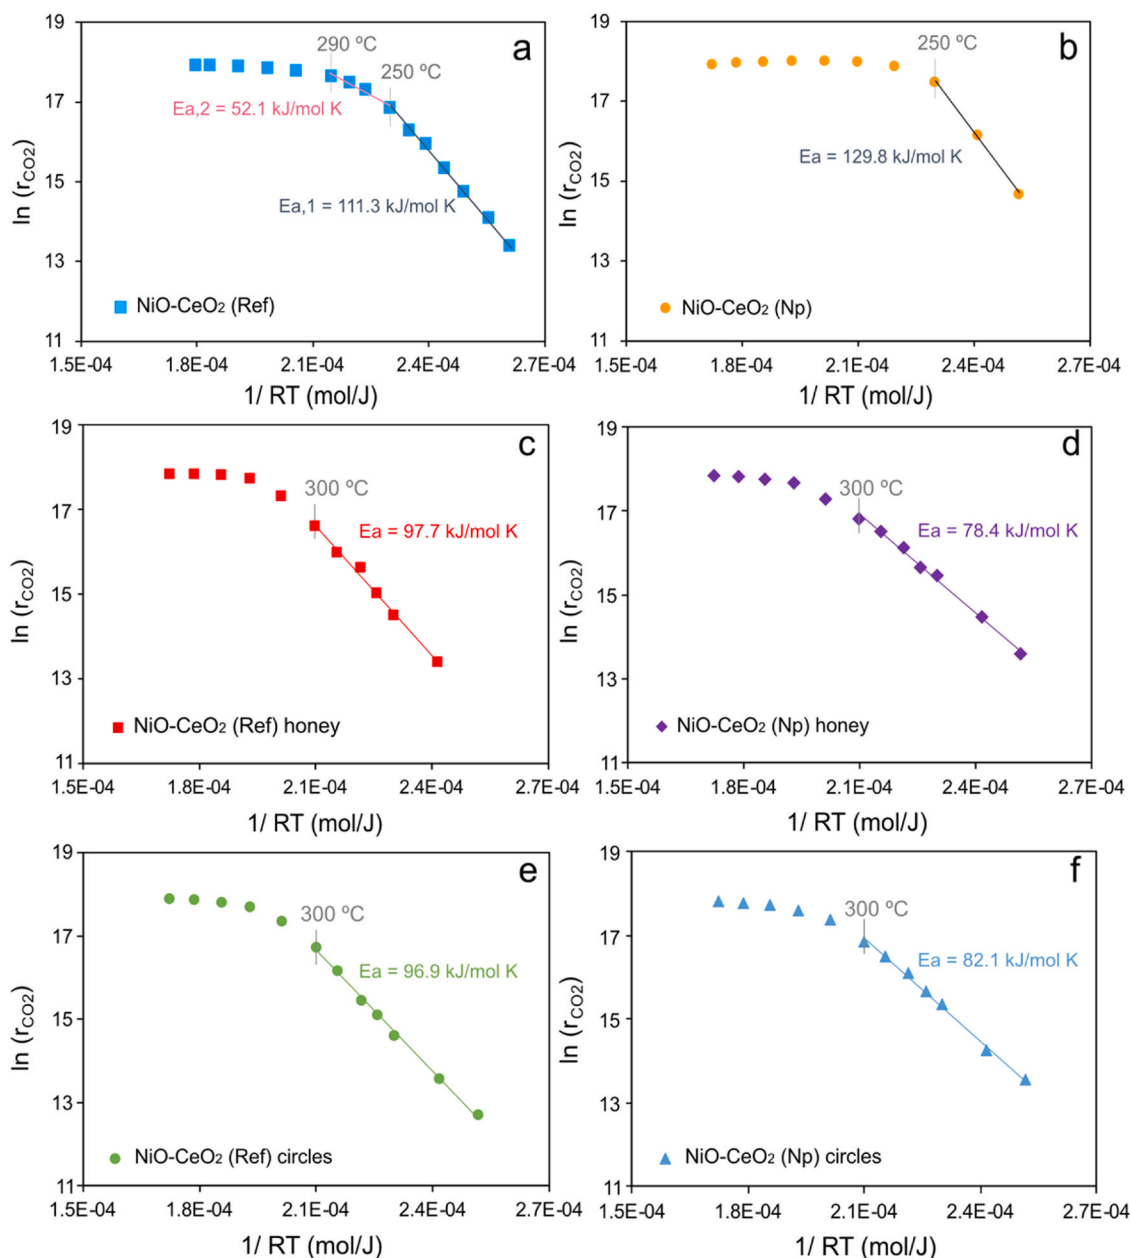 a
19
17
15
13
11
ln (rCO2)
290 ºC
250 ºC
Ea,2 = 52.1 kJ/mol K
Ea,1 = 111.3 kJ/mol K
NiO-CeO2 (Ref)
1.5E-04 1.8E-04 2.1E-04 2.4E-04 2.7E-04
1/ RT (mol/J)
b
19
17
15
13
11
ln (rCO2)
250 ºC
Ea = 129.8 kJ/mol K
NiO-CeO2 (Np)
1.5E-04 1.8E-04 2.1E-04 2.4E-04 2.7E-04
1/ RT (mol/J)
c
19
17
15
13
11
ln (rCO2)
300 ºC
Ea = 97.7 kJ/mol K
NiO-CeO2 (Ref) honey
1.5E-04 1.8E-04 2.1E-04 2.4E-04 2.7E-04
1/ RT (mol/J)
d
19
17
15
13
11
ln (rCO2)
300 ºC
Ea = 78.4 kJ/mol K
NiO-CeO2 (Np) honey
1.5E-04 1.8E-04 2.1E-04 2.4E-04 2.7E-04
1/ RT (mol/J)
e
19
17
15
13
11
ln (rCO2)
300 ºC
Ea = 96.9 kJ/mol K
NiO-CeO2 (Ref) circles
1.5E-04 1.8E-04 2.1E-04 2.4E-04 2.7E-04
1/ RT (mol/J)
f
19
17
15
13
11
ln (rCO2)
300 ºC
Ea = 82.1 kJ/mol K
NiO-CeO2 (Np) circles
1.5E-04 1.8E-04 2.1E-04 2.4E-04 2.7E-04
1/ RT (mol/J)